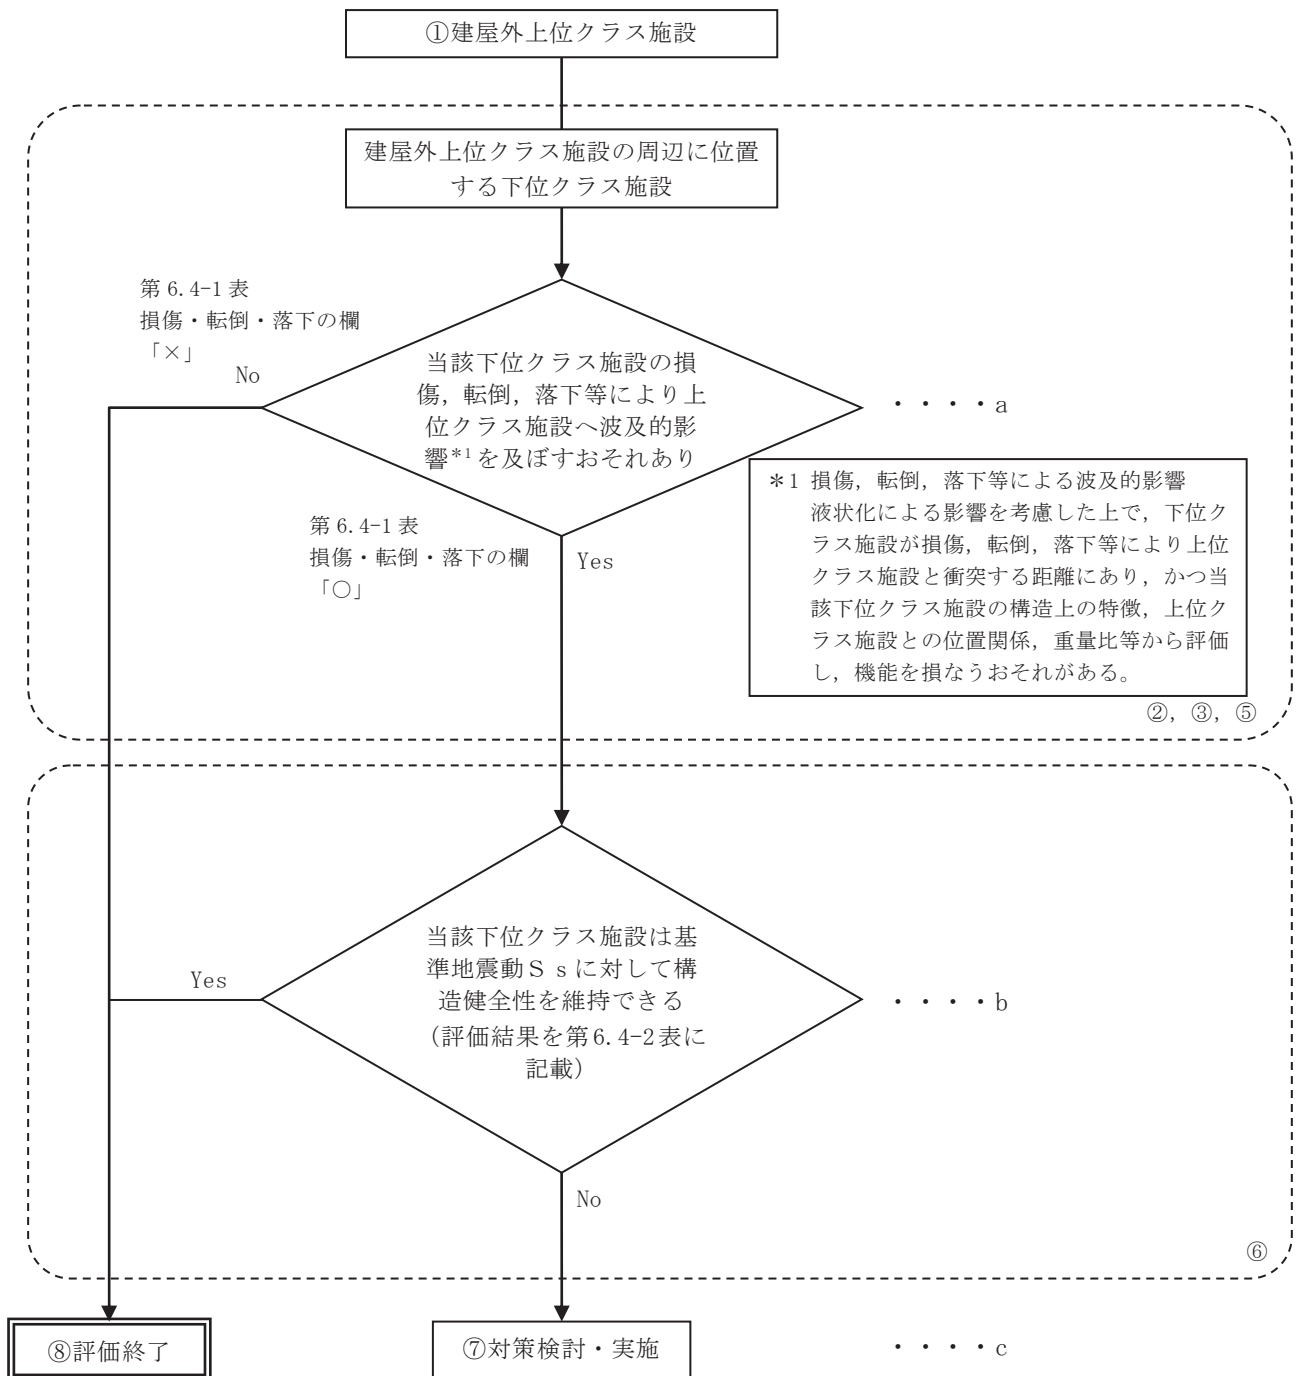 ①建屋外上位クラス施設
建屋外上位クラス施設の周辺に位置
する下位クラス施設
第 6.4-1 表
損傷・転倒・落下の欄
「×」
No
当該下位クラス施設の損
傷，転倒，落下等により上
位クラス施設へ波及的影
響*1を及ぼすおそれあり
・・・・a
＊1 損傷，転倒，落下等による波及的影響
液状化による影響を考慮した上で，下位ク
ラス施設が損傷，転倒，落下等により上位
クラス施設と衝突する距離にあり，かつ当
該下位クラス施設の構造上の特徴，上位ク
ラス施設との位置関係，重量比等から評価
し，機能を損なうおそれがある。
第 6.4-1 表
損傷・転倒・落下の欄
「○」
Yes
②，③，⑤
当該下位クラス施設は基
準地震動Ｓｓに対して構
造健全性を維持できる
（評価結果を第6.4-2表に
記載）
Yes
・・・・b
No
⑥
⑧評価終了
⑦対策検討・実施
・・・・c